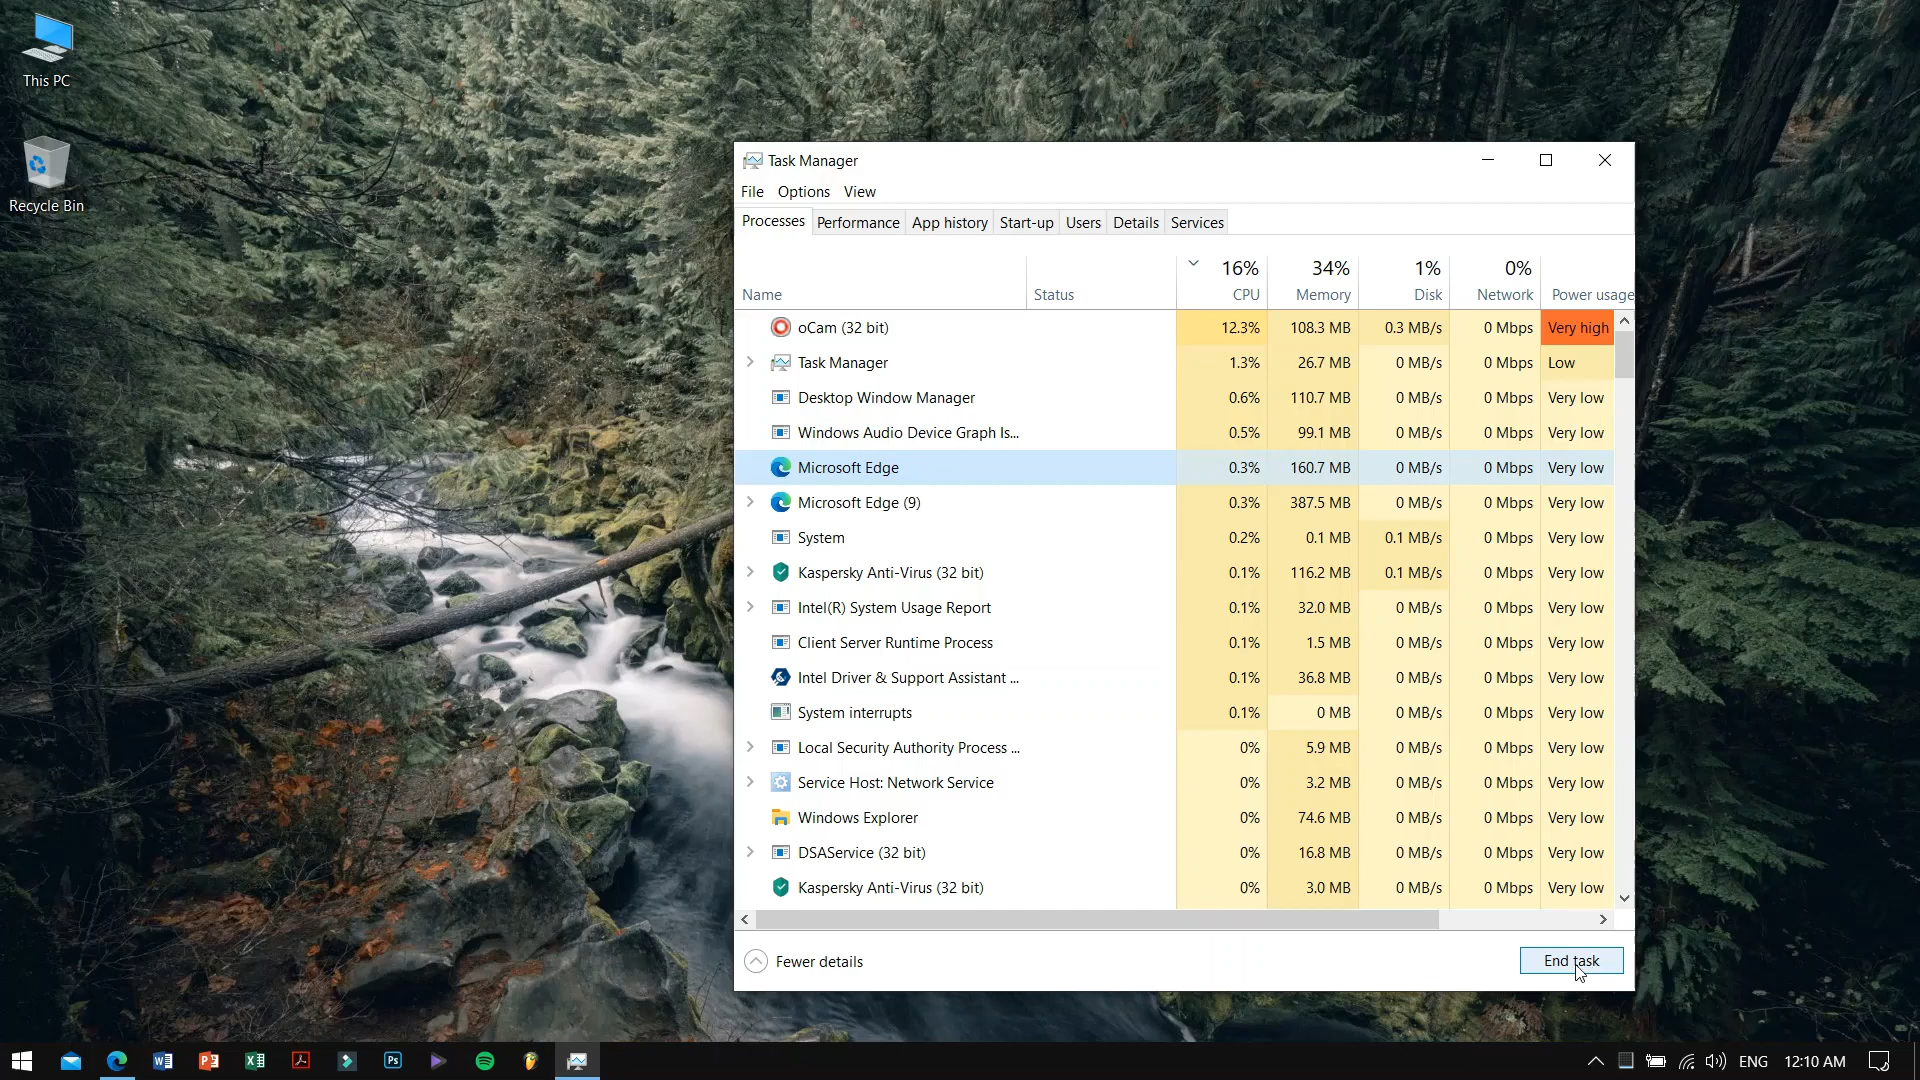 This PC
Recycle Bin
Task Manager
File Options View
Processes Performance App history Start-up Users Details Services
16% 34% 1% 0%
Name Status CPU Memory Disk Network Power usage
oCam (32 bit) 12.3% 108.3 MB 0.3 MB/s 0 Mbps Very high
Task Manager 1.3% 26.7 MB 0 MB/s 0 Mbps Low
Desktop Window Manager 0.6% 110.7 MB 0 MB/s 0 Mbps Very low
Windows Audio Device Graph Is... 0.5% 99.1 MB 0 MB/s 0 Mbps Very low
Microsoft Edge 0.3% 160.7 MB 0 MB/s 0 Mbps Very low
Microsoft Edge (9) 0.3% 387.5 MB 0 MB/s 0 Mbps Very low
System 0.2% 0.1 MB 0.1 MB/s 0 Mbps Very low
Kaspersky Anti-Virus (32 bit) 0.1% 116.2 MB 0.1 MB/s 0 Mbps Very low
Intel(R) System Usage Report 0.1% 32.0 MB 0 MB/s 0 Mbps Very low
Client Server Runtime Process 0.1% 1.5 MB 0 MB/s 0 Mbps Very low
Intel Driver & Support Assistant ... 0.1% 36.8 MB 0 MB/s 0 Mbps Very low
System interrupts 0.1% 0 MB 0 MB/s 0 Mbps Very low
Local Security Authority Process ... 0% 5.9 MB 0 MB/s 0 Mbps Very low
Service Host: Network Service 0% 3.2 MB 0 MB/s 0 Mbps Very low
Windows Explorer 0% 74.6 MB 0 MB/s 0 Mbps Very low
DSAService (32 bit) 0% 16.8 MB 0 MB/s 0 Mbps Very low
Kaspersky Anti-Virus (32 bit) 0% 3.0 MB 0 MB/s 0 Mbps Very low
Fewer details End task
Ps ENG 12:10 AM